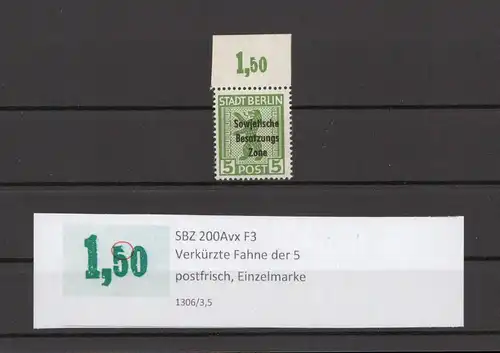 1,50
STADT BERLIN
Sowjetische
Besatzungs
Zone
5 POST 5
1,50
SBZ 200Avx F3
Verkürzte Fahne der 5
postfrisch, Einzelmarke
1306/3,5